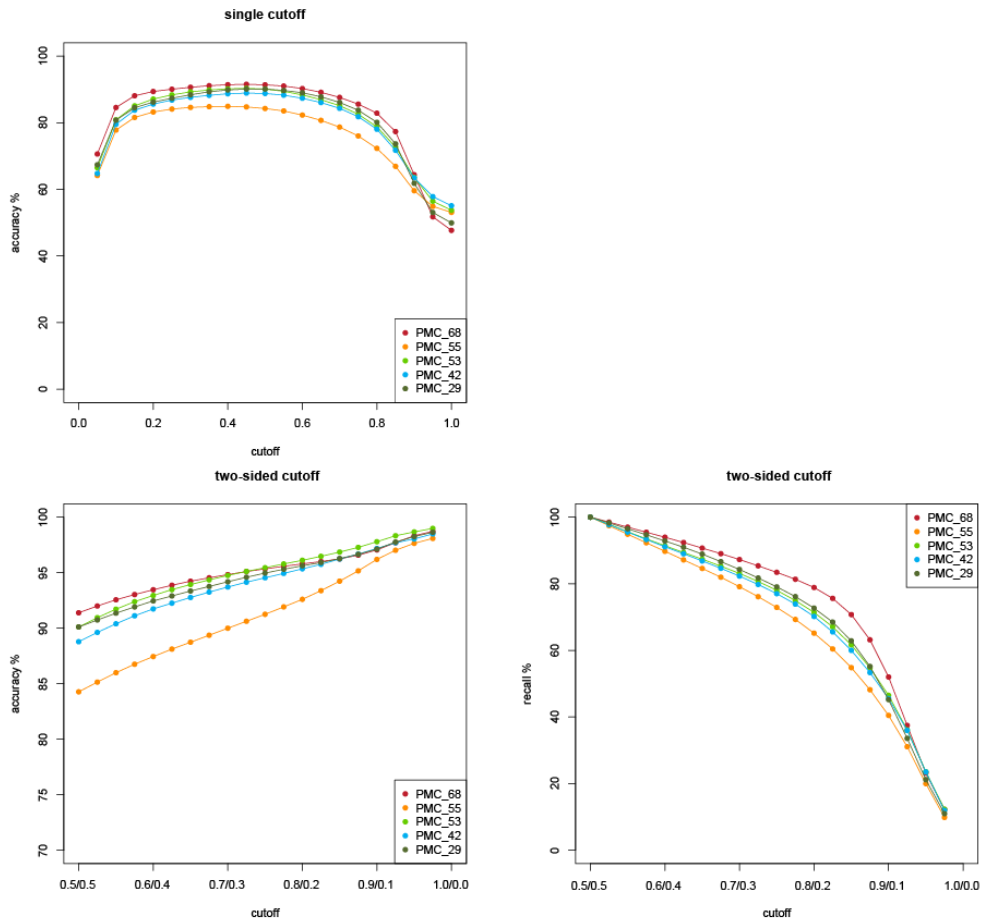 single cutoff
accuracy %
100
80
60
40
20
0
PMC_68
PMC_55
PMC_53
PMC_42
PMC_29
0.0 0.2 0.4 0.6 0.8 1.0
cutoff
two-sided cutoff
accuracy %
100
95
90
85
80
75
70
PMC_68
PMC_55
PMC_53
PMC_42
PMC_29
0.5/0.5 0.6/0.4 0.7/0.3 0.8/0.2 0.9/0.1 1.0/0.0
cutoff
two-sided cutoff
recall %
100
80
60
40
20
0
PMC_68
PMC_55
PMC_53
PMC_42
PMC_29
0.5/0.5 0.6/0.4 0.7/0.3 0.8/0.2 0.9/0.1 1.0/0.0
cutoff